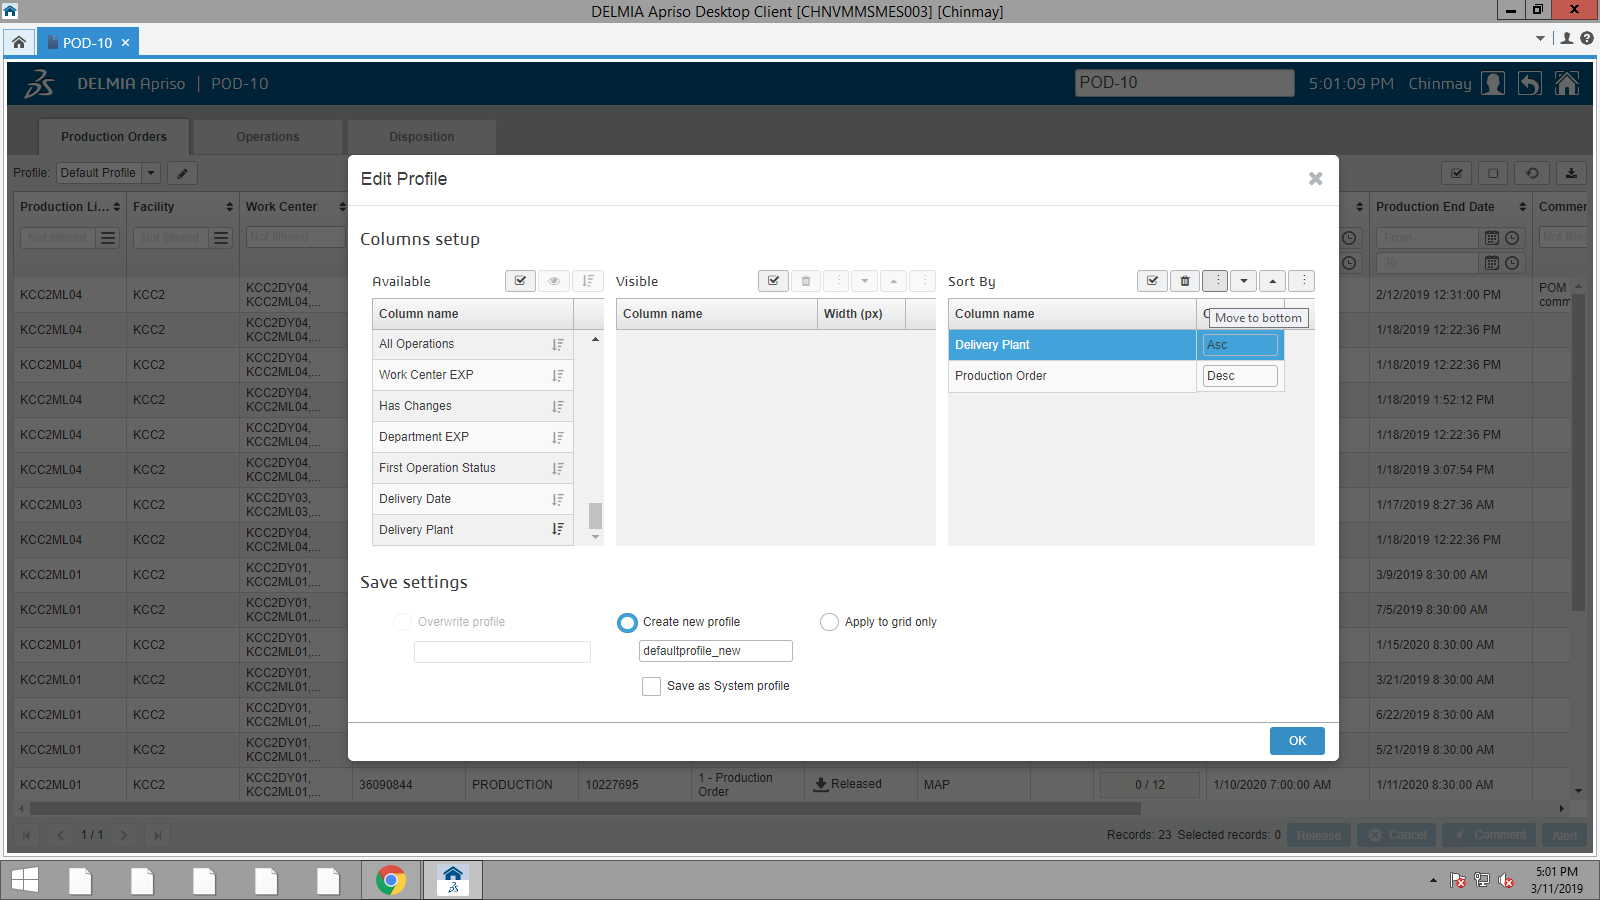 DELMIA Apriso Desktop Client [CHNVMMSMES003] [Chinmay]
POD-10 ×
DELMIA Apriso | POD-10
POD-10
5:01:09 PM
Chinmay
Production Orders
Operations
Disposition
Profile:
Default Profile
Edit Profile
Production Li...
Facility
Work Center
Production End Date
Commer
Not filtered
Not filtered
Not filtered
From
Not filte
To
Columns setup
Available
Visible
Sort By
Column name
Column name
Width (px)
Column name
Move to bottom
All Operations
Work Center EXP
Has Changes
Department EXP
First Operation Status
Delivery Date
Delivery Plant
Delivery Plant
Asc
Production Order
Desc
Save settings
Overwrite profile
Create new profile
Apply to grid only
defaultprofile_new
Save as System profile
OK
KCC2ML04 KCC2 KCC2DY04,
KCC2ML04,...
2/12/2019 12:31:00 PM
POM
comm
KCC2ML04 KCC2 KCC2DY04,
KCC2ML04,...
1/18/2019 12:22:36 PM
KCC2ML04 KCC2 KCC2DY04,
KCC2ML04,...
1/18/2019 12:22:36 PM
KCC2ML04 KCC2 KCC2DY04,
KCC2ML04,...
1/18/2019 1:52:12 PM
KCC2ML04 KCC2 KCC2DY04,
KCC2ML04,...
1/18/2019 12:22:36 PM
KCC2ML04 KCC2 KCC2DY04,
KCC2ML04,...
1/18/2019 3:07:54 PM
KCC2ML03 KCC2 KCC2DY03,
KCC2ML03,...
1/17/2019 8:27:36 AM
KCC2ML04 KCC2 KCC2DY04,
KCC2ML04,...
1/18/2019 12:22:36 PM
KCC2ML01 KCC2 KCC2DY01,
KCC2ML01,...
3/9/2019 8:30:00 AM
KCC2ML01 KCC2 KCC2DY01,
KCC2ML01,...
7/5/2019 8:30:00 AM
KCC2ML01 KCC2 KCC2DY01,
KCC2ML01,...
1/15/2020 8:30:00 AM
KCC2ML01 KCC2 KCC2DY01,
KCC2ML01,...
3/21/2019 8:30:00 AM
KCC2ML01 KCC2 KCC2DY01,
KCC2ML01,...
6/22/2019 8:30:00 AM
KCC2ML01 KCC2 KCC2DY01,
KCC2ML01,...
5/21/2019 8:30:00 AM
KCC2ML01 KCC2 KCC2DY01,
KCC2ML01,...
36090844 PRODUCTION 10227695 1 - Production
Order
Released MAP 0 / 12 1/10/2020 7:00:00 AM 1/11/2020 8:30:00 AM
1 / 1
Records: 23 Selected records: 0
Release
Cancel
Comment
Alert
5:01 PM
3/11/2019